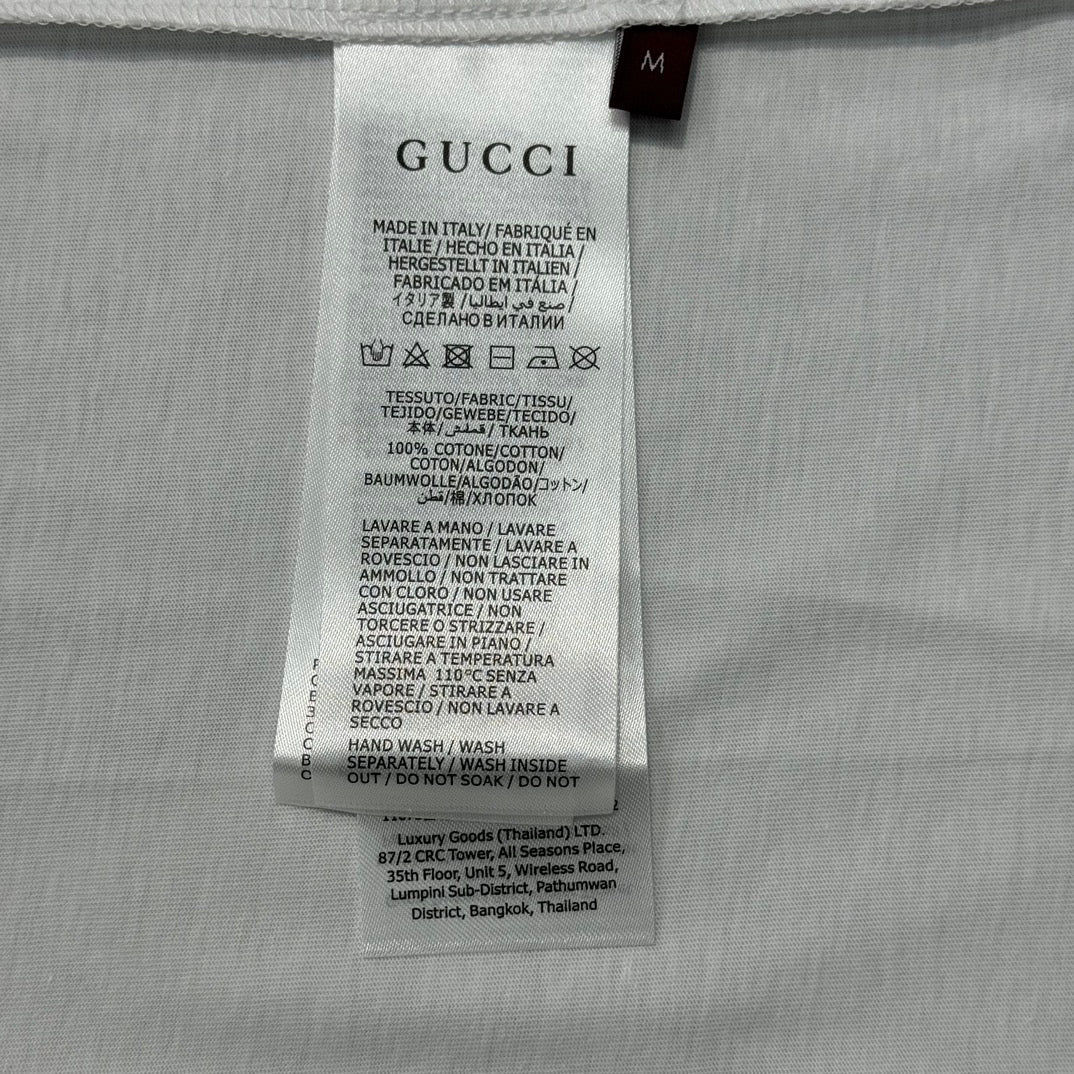 M
GUCCI
MADE IN ITALY/ FABRIQUÉ EN
ITALIE / HECHO EN ITALIA /
HERGESTELLT IN ITALIEN /
FABRICADO EM ITÁLIA /
イタリア製 /صنع في ايطاليا /
СДЕЛАНО В ИТАЛИИ
TESSUTO/FABRIC/TISSU/
TEJIDO/GEWEBE/TECIDO/
本体/قطش/ ТКАНЬ
100% COTONE/COTTON/
COTON/ALGODON/
BAUMWOLLE/ALGODÃO/コットン/
قطن/棉/ХЛОПОК
LAVARE A MANO / LAVARE
SEPARATAMENTE / LAVARE A
ROVESCIO / NON LASCIARE IN
AMMOLLO / NON TRATTARE
CON CLORO / NON USARE
ASCIUGATRICE / NON
TORCERE O STRIZZARE /
ASCIUGARE IN PIANO /
STIRARE A TEMPERATURA
MASSIMA 110°C SENZA
VAPORE / STIRARE A
ROVESCIO / NON LAVARE A
SECCO
HAND WASH / WASH
SEPARATELY / WASH INSIDE
OUT / DO NOT SOAK / DO NOT
Luxury Goods (Thailand) LTD.
87/2 CRC Tower, All Seasons Place,
35th Floor, Unit 5, Wireless Road,
Lumpini Sub-District, Pathumwan
District, Bangkok, Thailand